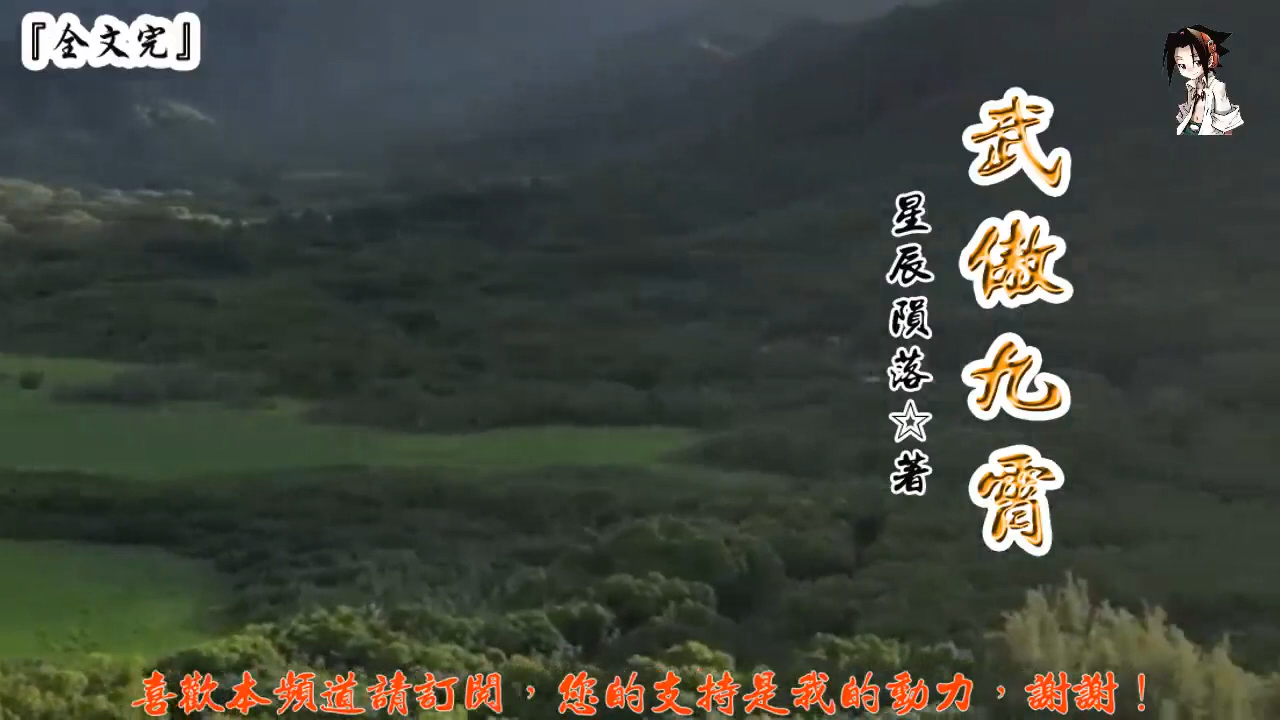 『全文完』
武傲九霄
星辰隕落☆著
喜歡本頻道請訂閱，您的支持是我的動力，謝謝！